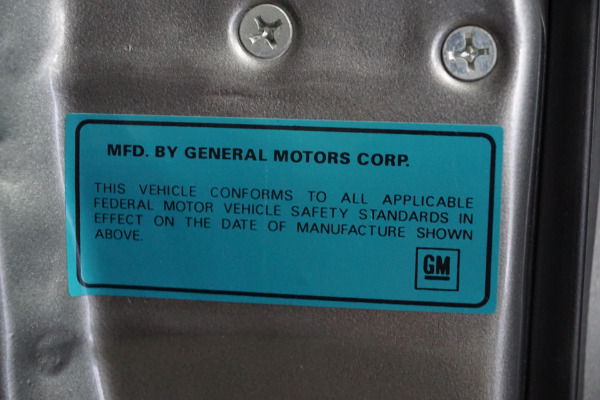 MFD. BY GENERAL MOTORS CORP.
THIS VEHICLE CONFORMS TO ALL APPLICABLE
FEDERAL MOTOR VEHICLE SAFETY STANDARDS IN
EFFECT ON THE DATE OF MANUFACTURE SHOWN
ABOVE.
GM